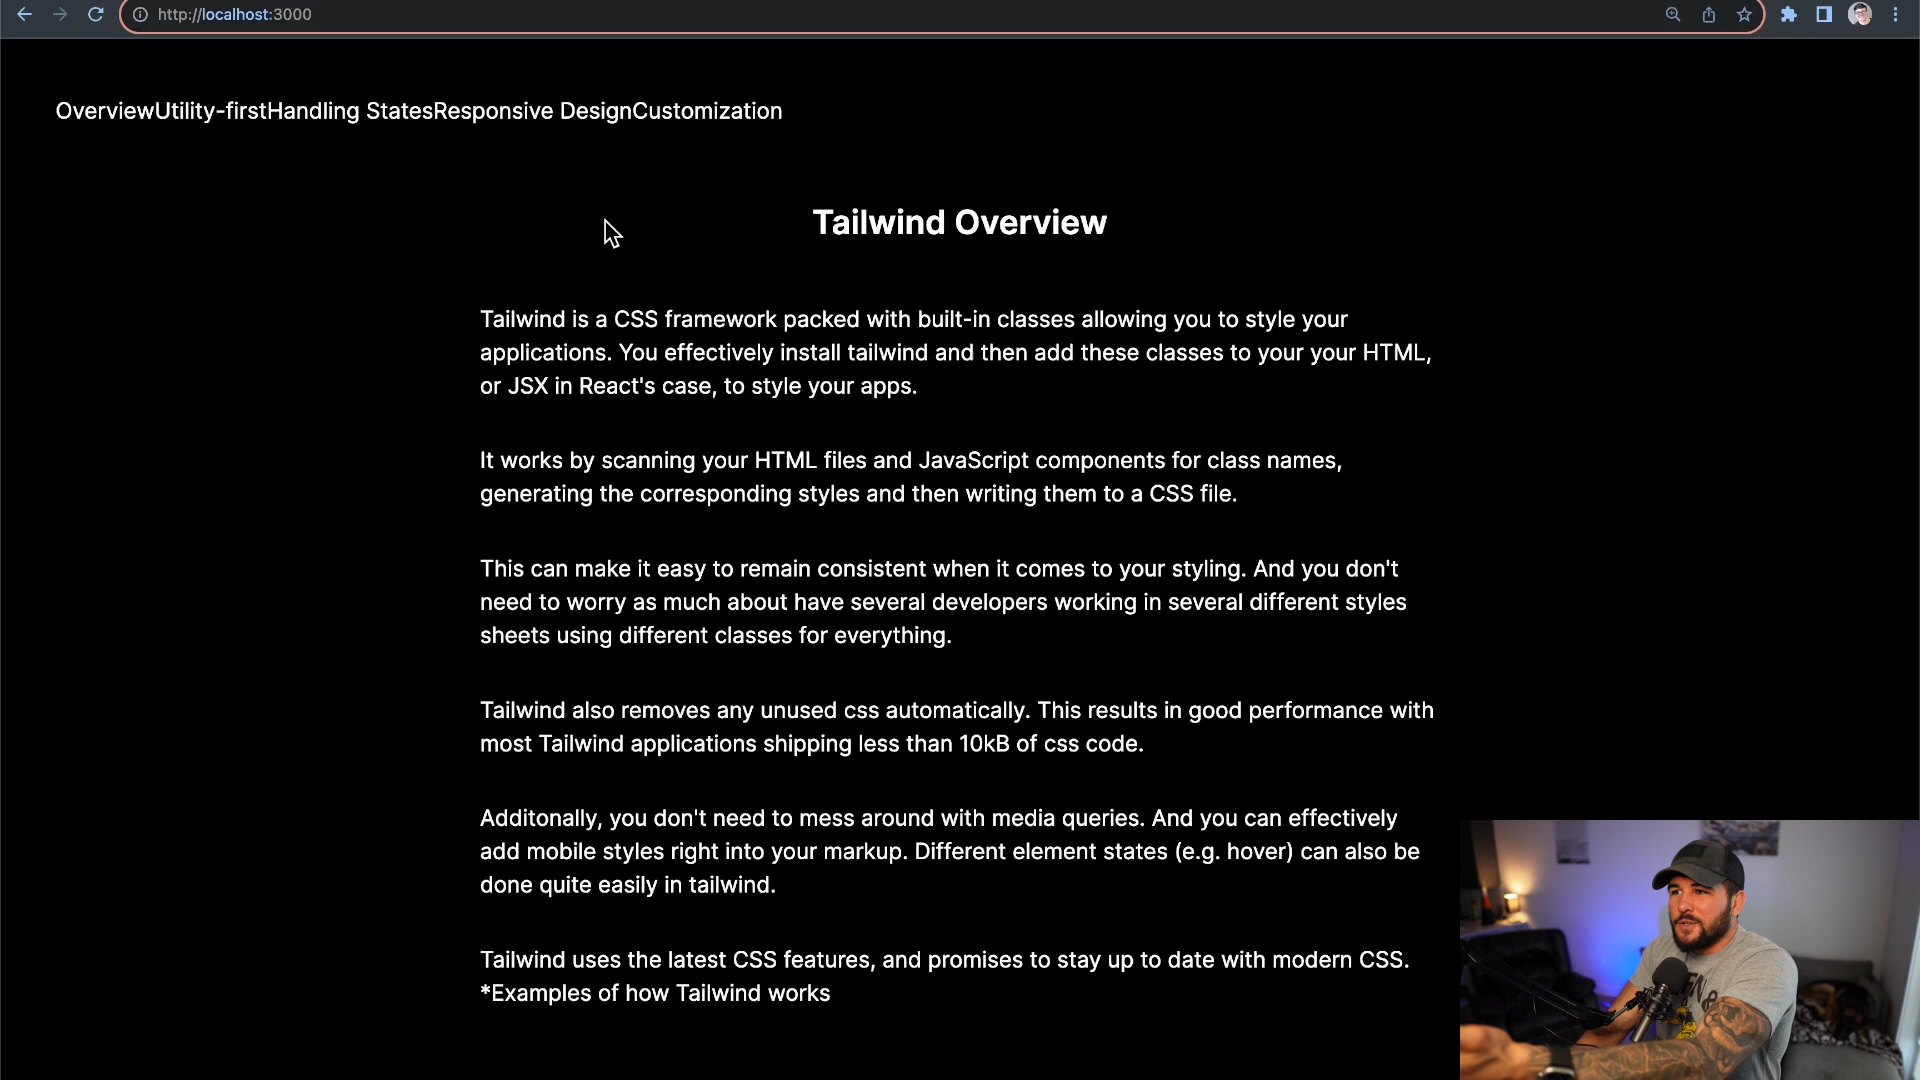 http://localhost:3000
OverviewUtility-firstHandling StatesResponsive DesignCustomization
Tailwind Overview
Tailwind is a CSS framework packed with built-in classes allowing you to style your
applications. You effectively install tailwind and then add these classes to your your HTML,
or JSX in React's case, to style your apps.
It works by scanning your HTML files and JavaScript components for class names,
generating the corresponding styles and then writing them to a CSS file.
This can make it easy to remain consistent when it comes to your styling. And you don't
need to worry as much about have several developers working in several different styles
sheets using different classes for everything.
Tailwind also removes any unused css automatically. This results in good performance with
most Tailwind applications shipping less than 10kB of css code.
Additonally, you don't need to mess around with media queries. And you can effectively
add mobile styles right into your markup. Different element states (e.g. hover) can also be
done quite easily in tailwind.
Tailwind uses the latest CSS features, and promises to stay up to date with modern CSS.
*Examples of how Tailwind works